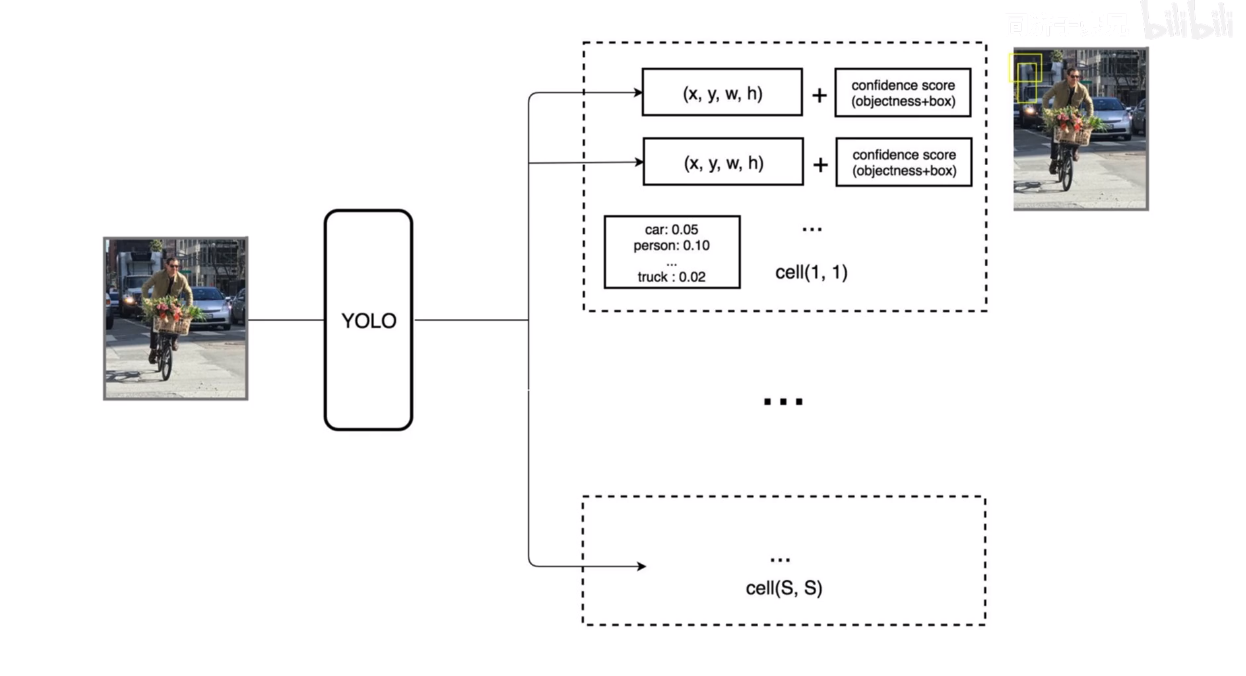 bilibili
(x, y, w, h)
+
confidence score
(objectness+box)
(x, y, w, h)
+
confidence score
(objectness+box)
car: 0.05
person: 0.10
...
truck : 0.02
...
cell(1, 1)
YOLO
...
...
cell(S, S)